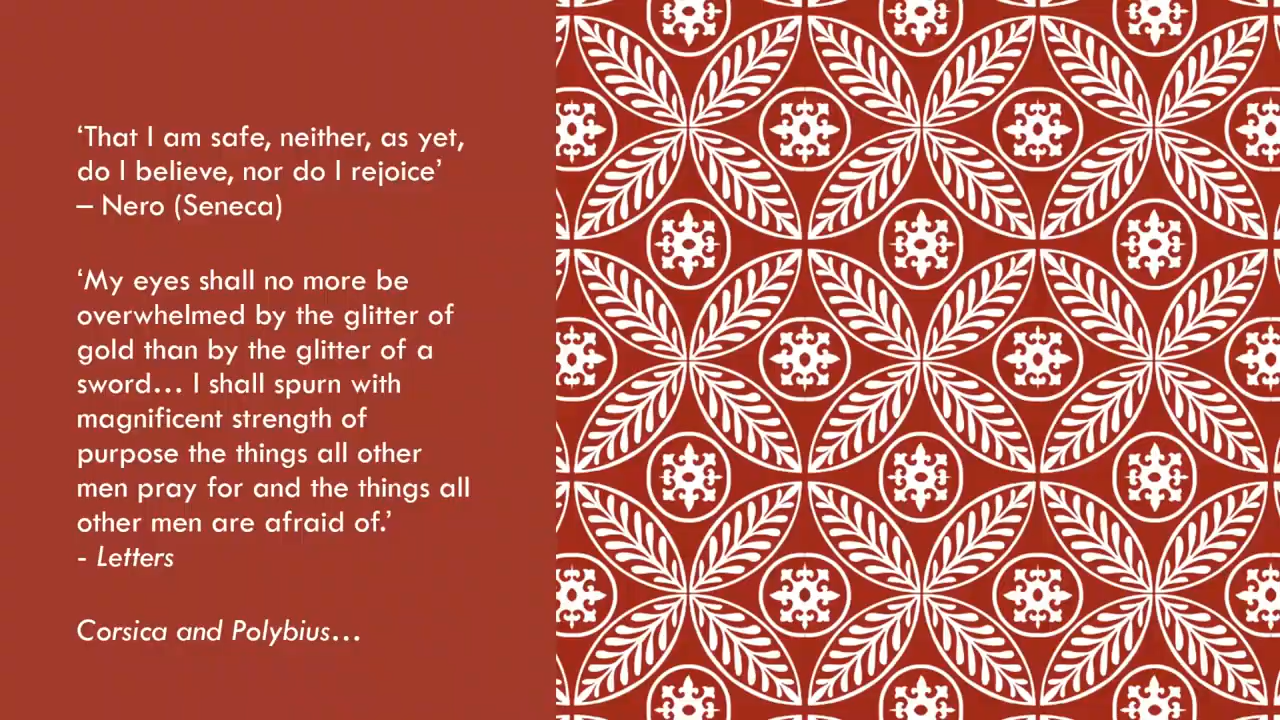 ‘That I am safe, neither, as yet,
do I believe, nor do I rejoice’
– Nero (Seneca)
‘My eyes shall no more be
overwhelmed by the glitter of
gold than by the glitter of a
sword… I shall spurn with
magnificent strength of
purpose the things all other
men pray for and the things all
other men are afraid of.’
- Letters
Corsica and Polybius…